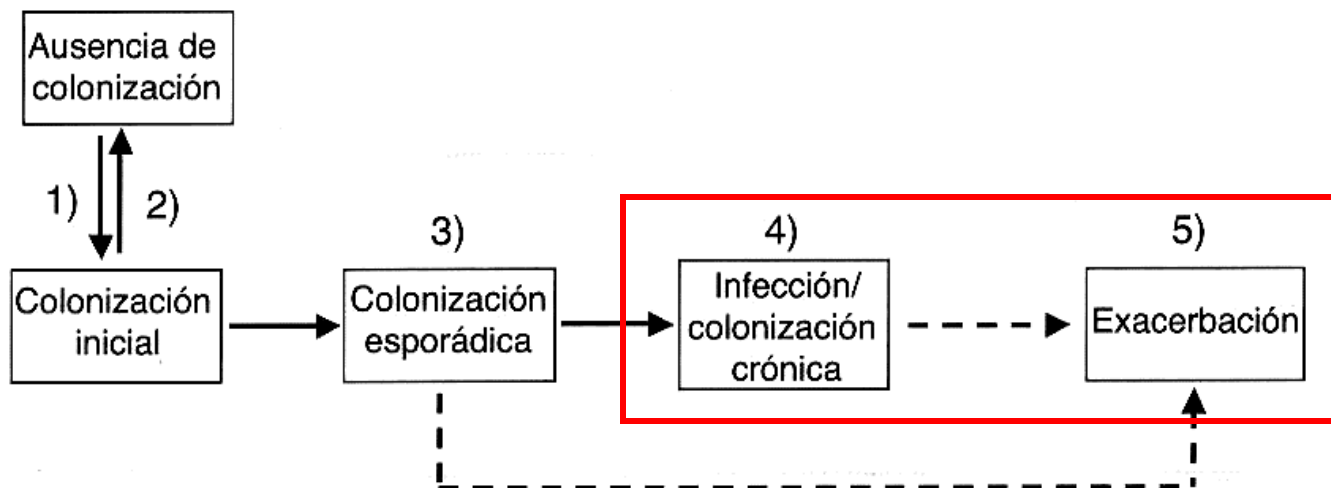 Ausencia de
colonización
1)
2)
3)
4)
5)
Colonización
inicial
Colonización
esporádica
Infección/
colonización
crónica
Exacerbación